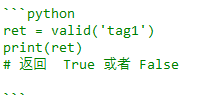 ```python
ret = valid('tag1')
print(ret)
# 返回  True 或者 False
```